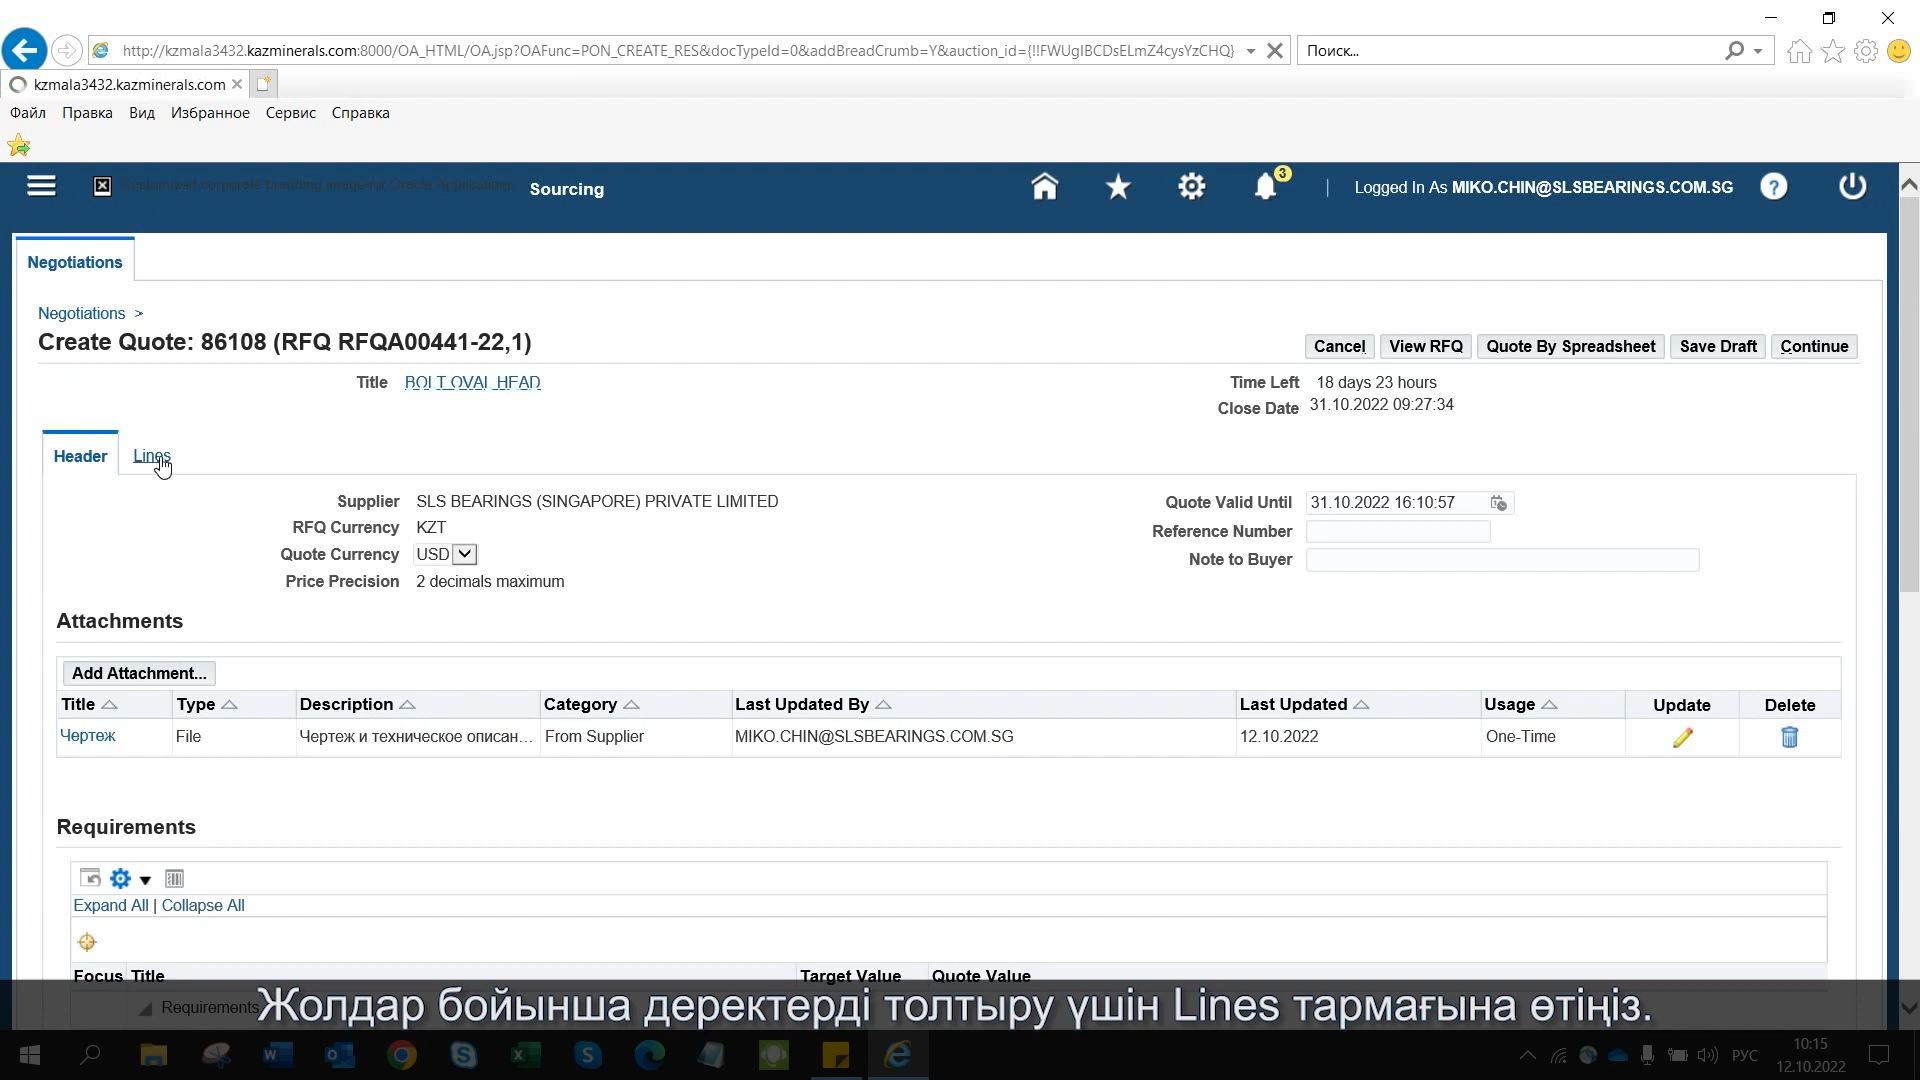 http://kzmala3432.kazminerals.com:8000/OA_HTML/OA.jsp?OAFunc=PON_CREATE_RES&docTypeId=0&addBreadCrumb=Y&auction_id={!!FWUgIBCDsELmZ4cysYzCHQ} Поиск...
kzmala3432.kazminerals.com
Файл Правка Вид Избранное Сервис Справка
Customized corporate branding image for Oracle Applications Sourcing 3 Logged In As MIKO.CHIN@SLSBEARINGS.COM.SG ?
Negotiations
Negotiations >
Create Quote: 86108 (RFQ RFQA00441-22,1) Cancel View RFQ Quote By Spreadsheet Save Draft Continue
Title BOLT OVAL HEAD Time Left 18 days 23 hours
Close Date 31.10.2022 09:27:34
Header Lines
Supplier SLS BEARINGS (SINGAPORE) PRIVATE LIMITED Quote Valid Until 31.10.2022 16:10:57
RFQ Currency KZT Reference Number
Quote Currency USD Note to Buyer
Price Precision 2 decimals maximum
Attachments
Add Attachment...
Title Type Description Category Last Updated By Last Updated Usage Update Delete
Чертеж File Чертеж и техническое описан... From Supplier MIKO.CHIN@SLSBEARINGS.COM.SG 12.10.2022 One-Time
Requirements
Expand All | Collapse All
Focus Title Target Value Quote Value
Requirements
Жолдар бойынша деректерді толтыру үшін Lines тармағына өтіңіз.
РУС 10:15
12.10.2022